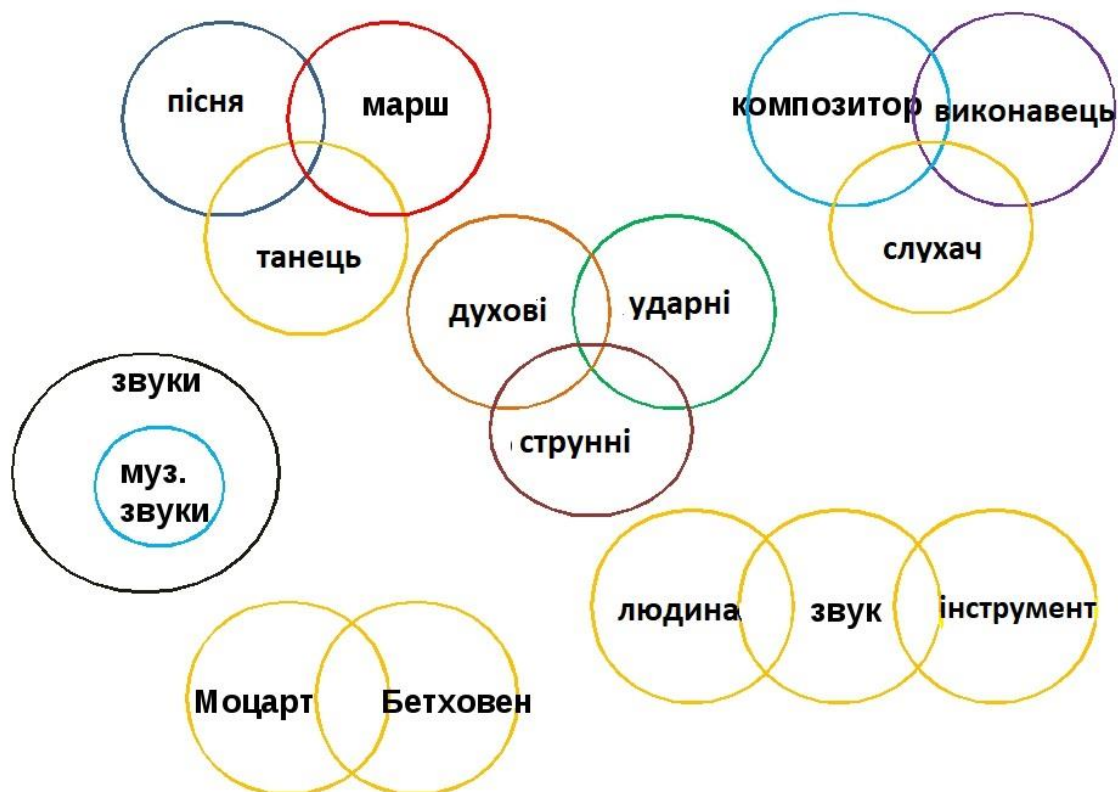 пісня
марш
танець
композитор
виконавець
слухач
духові
ударні
струнні
звуки
муз.
звуки
людина
звук
інструмент
Моцарт
Бетховен